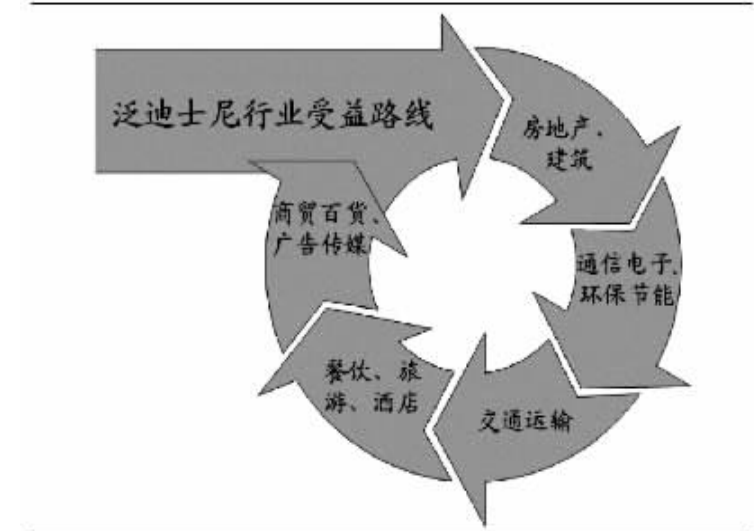 泛迪士尼行业受益路线
房地产、
建筑
通信电子、
环保节能
交通运输
餐饮、旅
游、酒店
商贸百货、
广告传媒